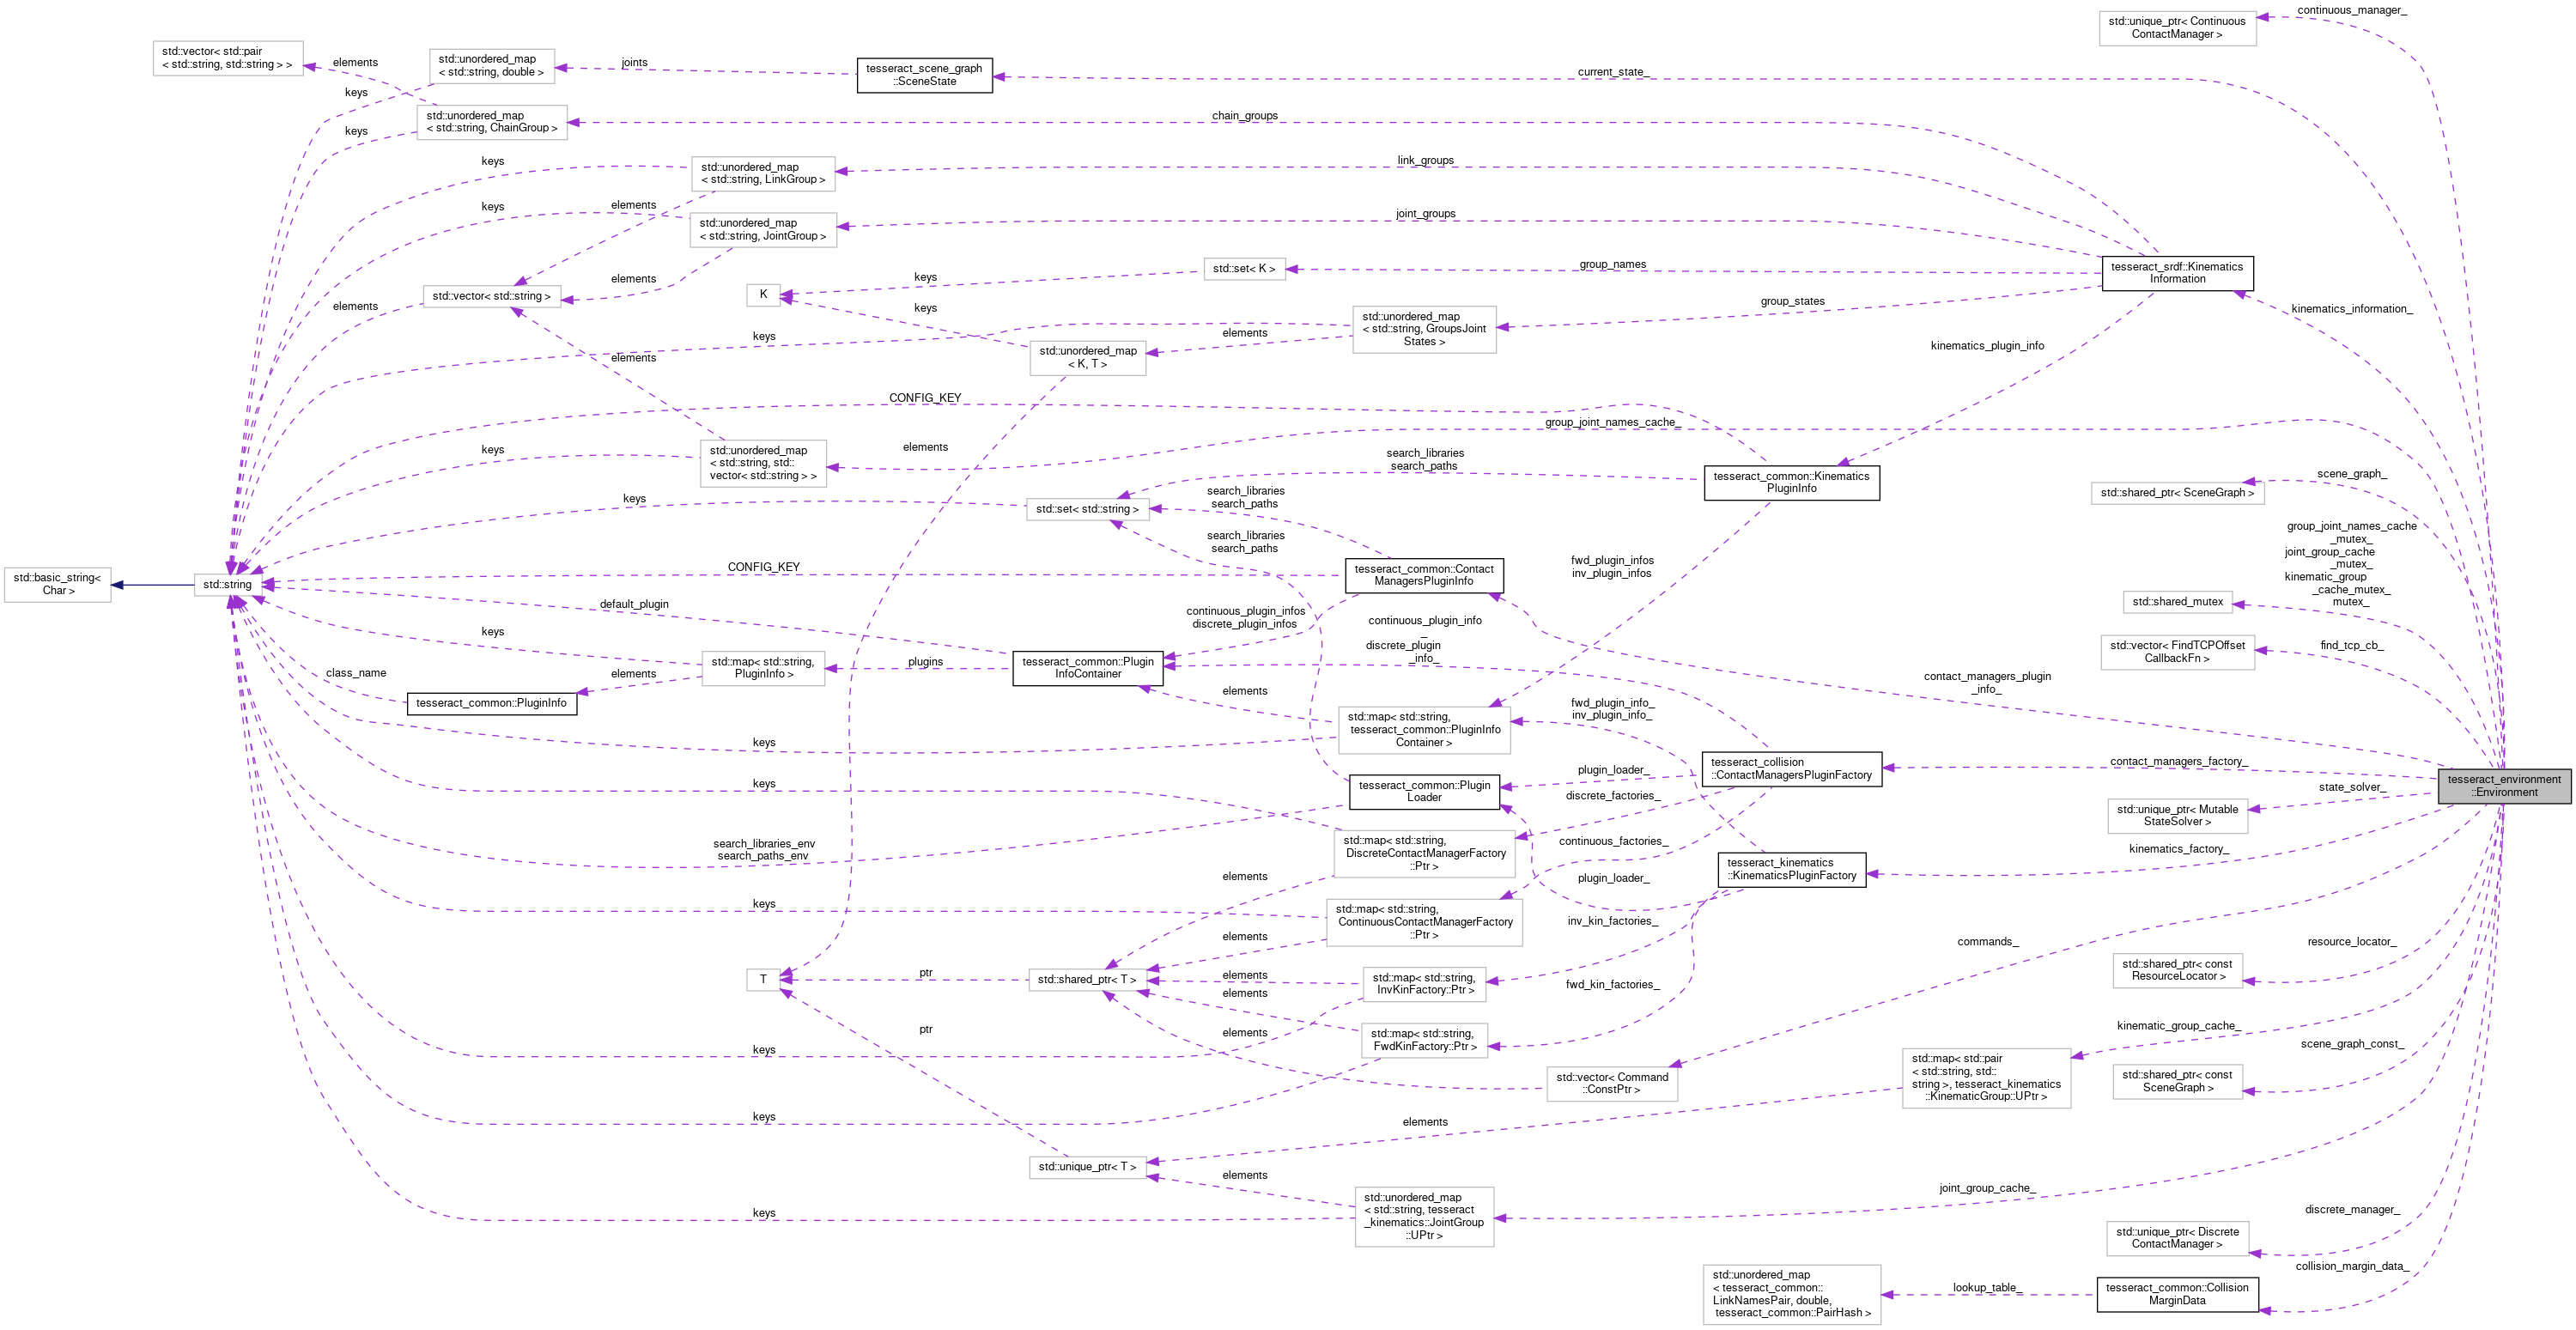 std::vector< std::pair
< std::string, std::string > >
elements
std::unordered_map
< std::string, double >
joints
keys
tesseract_scene_graph
::SceneState
current_state_
std::unique_ptr< Continuous
ContactManager >
continuous_manager_
std::unordered_map
< std::string, ChainGroup >
keys
chain_groups
std::unordered_map
< std::string, LinkGroup >
keys
link_groups
elements
std::unordered_map
< std::string, JointGroup >
keys
joint_groups
elements
std::vector< std::string >
elements
K
keys
std::set< K >
group_names
keys
tesseract_srdf::Kinematics
Information
kinematics_information_
std::unordered_map
< std::string, GroupsJoint
States >
group_states
elements
keys
std::unordered_map
< K, T >
elements
kinematics_plugin_info
CONFIG_KEY
group_joint_names_cache_
elements
std::unordered_map
< std::string, std::
vector< std::string > >
keys
elements
search_libraries
search_paths
tesseract_common::Kinematics
PluginInfo
scene_graph_
std::shared_ptr< SceneGraph >
std::set< std::string >
keys
search_libraries
search_paths
search_libraries
search_paths
group_joint_names_cache
_mutex_
joint_group_cache
_mutex_
kinematic_group
_cache_mutex_
mutex_
std::shared_mutex
std::basic_string<
Char >
std::string
CONFIG_KEY
tesseract_common::Contact
ManagersPluginInfo
fwd_plugin_infos
inv_plugin_infos
default_plugin
continuous_plugin_infos
discrete_plugin_infos
continuous_plugin_info
_
discrete_plugin
_info_
std::vector< FindTCPOffset
CallbackFn >
find_tcp_cb_
keys
std::map< std::string,
PluginInfo >
plugins
tesseract_common::Plugin
InfoContainer
class_name
elements
tesseract_common::PluginInfo
elements
contact_managers_plugin
_info_
std::map< std::string,
tesseract_common::PluginInfo
Container >
fwd_plugin_info_
inv_plugin_info_
keys
tesseract_collision
::ContactManagersPluginFactory
contact_managers_factory_
tesseract_environment
::Environment
keys
tesseract_common::Plugin
Loader
plugin_loader_
discrete_factories_
state_solver_
std::unique_ptr< Mutable
StateSolver >
search_libraries_env
search_paths_env
std::map< std::string,
DiscreteContactManagerFactory
::Ptr >
continuous_factories_
tesseract_kinematics
::KinematicsPluginFactory
kinematics_factory_
elements
plugin_loader_
keys
std::map< std::string,
ContinuousContactManagerFactory
::Ptr >
inv_kin_factories_
elements
commands_
resource_locator_
std::shared_ptr< const
ResourceLocator >
T
ptr
std::shared_ptr< T >
elements
std::map< std::string,
InvKinFactory::Ptr >
fwd_kin_factories_
elements
ptr
elements
std::map< std::string,
FwdKinFactory::Ptr >
keys
kinematic_group_cache_
scene_graph_const_
std::vector< Command
::ConstPtr >
std::map< std::pair
< std::string, std::
string >, tesseract_kinematics
::KinematicGroup::UPtr >
std::shared_ptr< const
SceneGraph >
keys
elements
std::unique_ptr< T >
elements
std::unordered_map
< std::string, tesseract
_kinematics::JointGroup
::UPtr >
joint_group_cache_
keys
discrete_manager_
std::unique_ptr< Discrete
ContactManager >
collision_margin_data_
std::unordered_map
< tesseract_common::
LinkNamesPair, double,
tesseract_common::PairHash >
lookup_table_
tesseract_common::Collision
MarginData